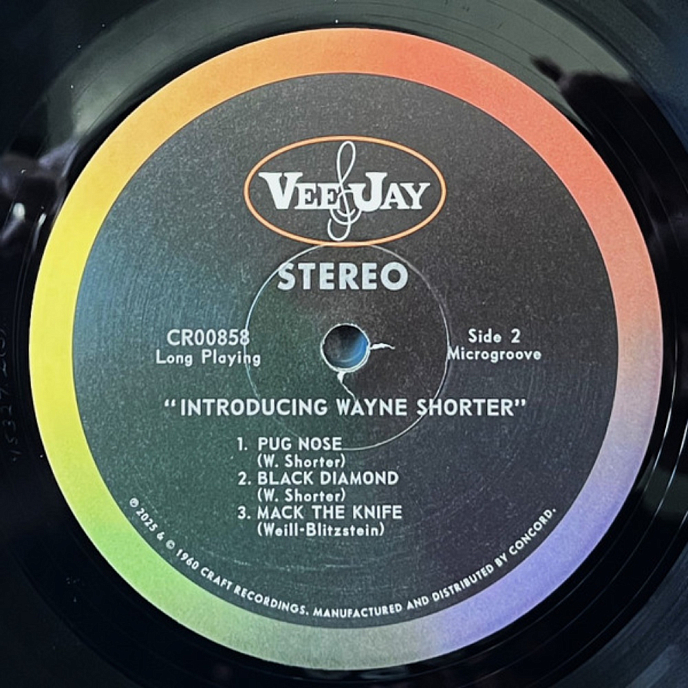 VEE JAY
STEREO
CR00858
Long Playing
Side 2
Microgroove
"INTRODUCING WAYNE SHORTER"
1. PUG NOSE
(W. Shorter)
2. BLACK DIAMOND
(W. Shorter)
3. MACK THE KNIFE
(Weill-Blitzstein)
℗ 2025 & © 1960 CRAFT RECORDINGS. MANUFACTURED AND DISTRIBUTED BY CONCORD.